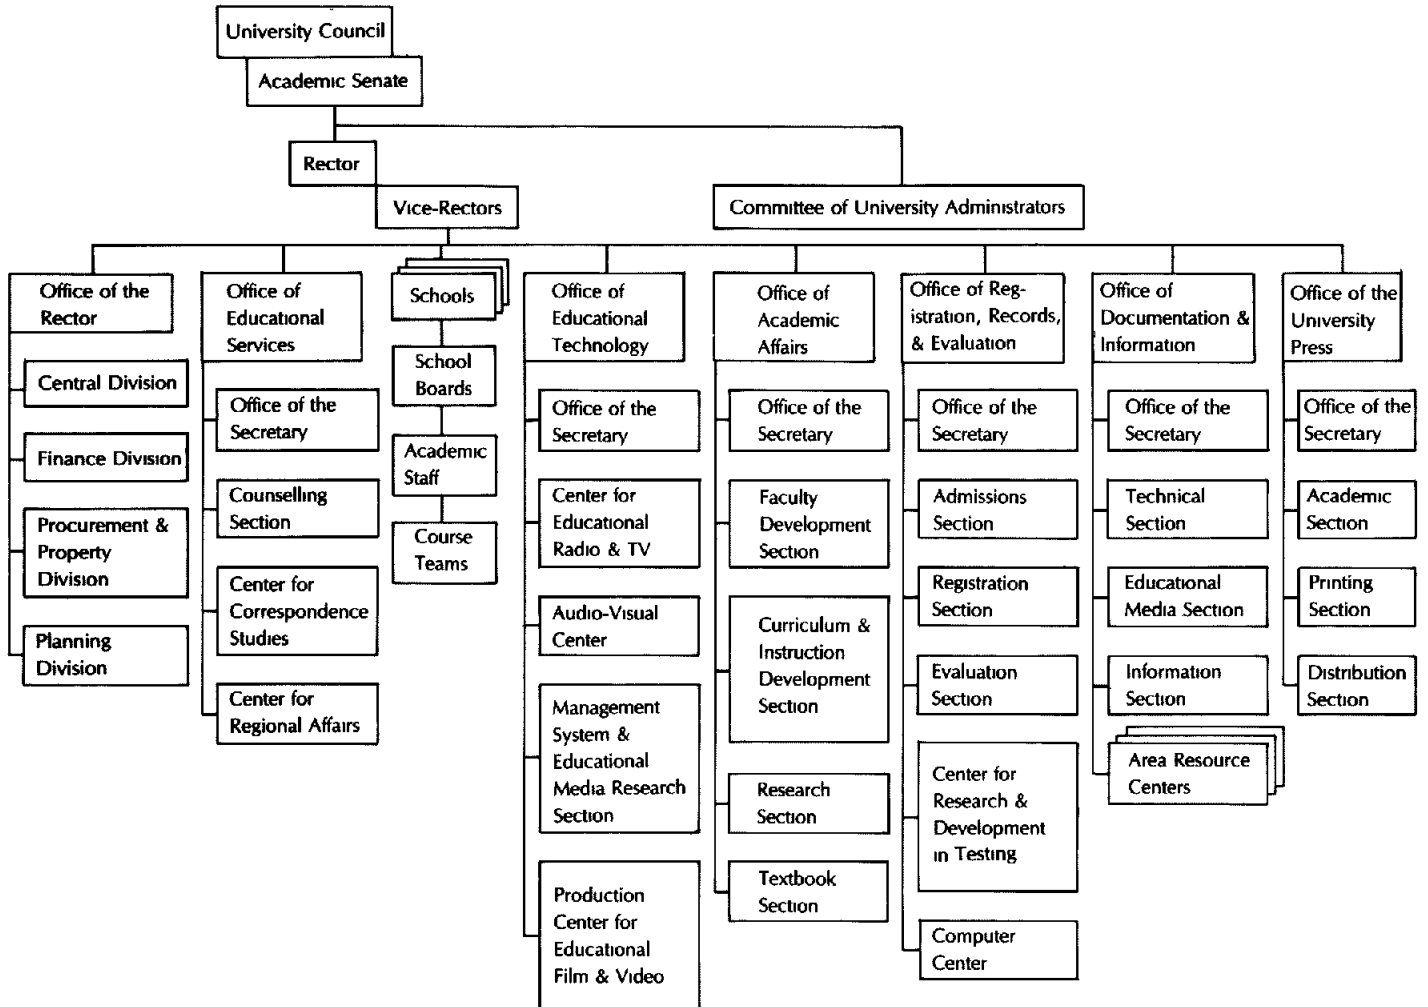 University Council
Academic Senate
Rector
Vice-Rectors
Committee of University Administrators
Office of the
Rector
Central Division
Finance Division
Procurement &
Property
Division
Planning
Division
Office of
Educational
Services
Office of the
Secretary
Counselling
Section
Center for
Correspondence
Studies
Center for
Regional Affairs
Schools
School
Boards
Academic
Staff
Course
Teams
Office of
Educational
Technology
Office of the
Secretary
Center for
Educational
Radio & TV
Audio-Visual
Center
Management
System &
Educational
Media Research
Section
Production
Center for
Educational
Film & Video
Office of
Academic
Affairs
Office of the
Secretary
Faculty
Development
Section
Curriculum &
Instruction
Development
Section
Research
Section
Textbook
Section
Office of Reg-
istration, Records,
& Evaluation
Office of the
Secretary
Admissions
Section
Registration
Section
Evaluation
Section
Center for
Research &
Development
in Testing
Computer
Center
Office of
Documentation &
Information
Office of the
Secretary
Technical
Section
Educational
Media Section
Information
Section
Area Resource
Centers
Office of the
University
Press
Office of the
Secretary
Academic
Section
Printing
Section
Distribution
Section